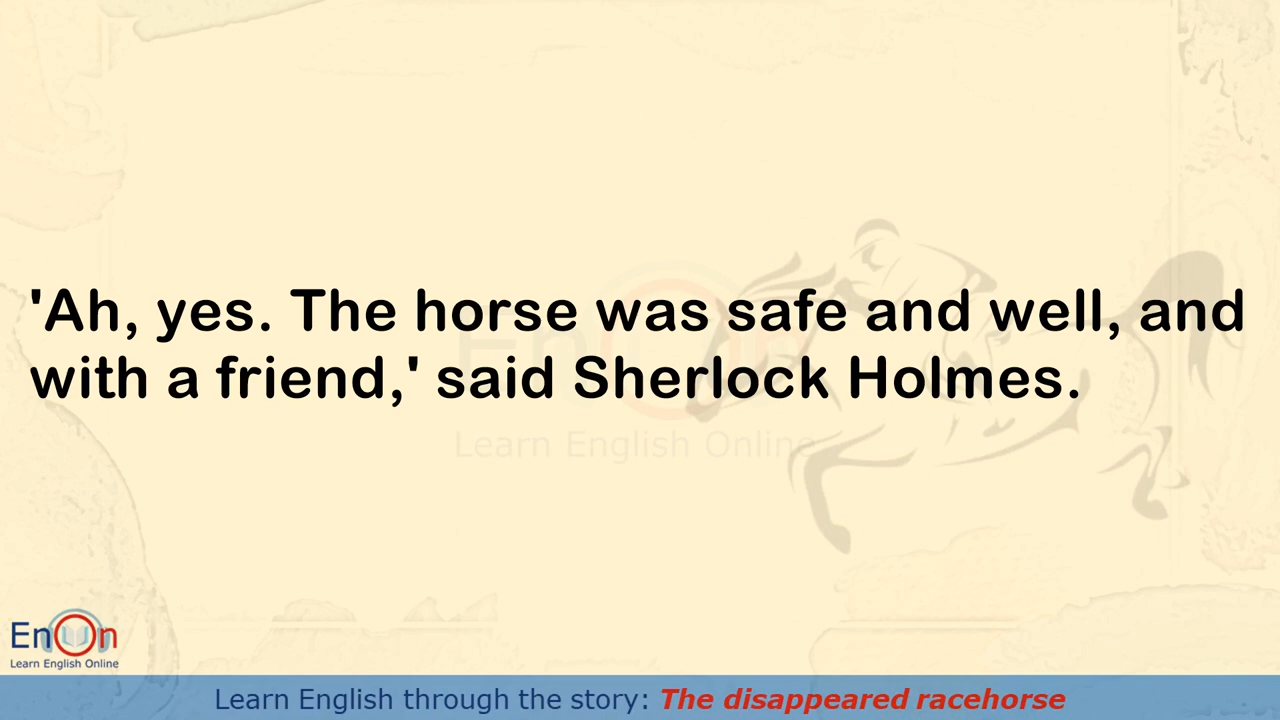 'Ah, yes. The horse was safe and well, and
with a friend,' said Sherlock Holmes.
EnOn
Learn English Online
EnOn
Learn English Online
Learn English through the story: The disappeared racehorse